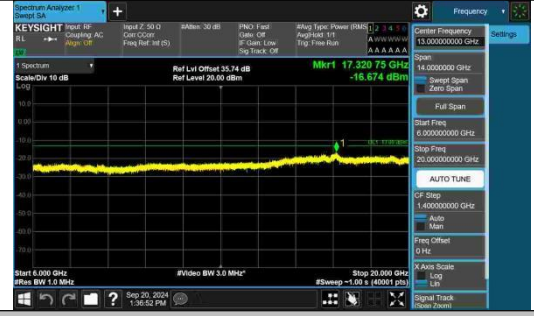 Spectrum Analyzer 1
Swept SA
Frequency
KEYSIGHT
Input: RF
Input Z: 50 Ω
#Atten: 30 dB
PNO: Fast
#Avg Type: Power (RMS)
1 2 3 4 5 6
RL
Coupling: AC
Corr CCorr
Gate: Off
Avg|Hold: 1/1
Align: Off
Freq Ref: Int (S)
IF Gain: Low
Trig: Free Run
Sig Track: Off
A A A A A A
1 Spectrum
Scale/Div 10 dB
Ref Lvl Offset 35.74 dB
Ref Level 20.00 dBm
Mkr1 17.320 75 GHz
-16.674 dBm
Log
10.0
0.00
1
-40.0
-50.0
-60.0
-70.0
Start 6.000 GHz
#Video BW 3.0 MHz*
Stop 20.000 GHz
#Res BW 1.0 MHz
#Sweep ~1.00 s (40001 pts)
Sep 20, 2024
1:36:52 PM
Center Frequency
13.000000000 GHz
Settings
Span
14.0000000 GHz
Swept Span
Zero Span
Full Span
Start Freq
6.000000000 GHz
Stop Freq
20.000000000 GHz
AUTO TUNE
CF Step
1.400000000 GHz
Auto
Man
Freq Offset
0 Hz
X Axis Scale
Log
Lin
Signal Track
(Span Zoom)